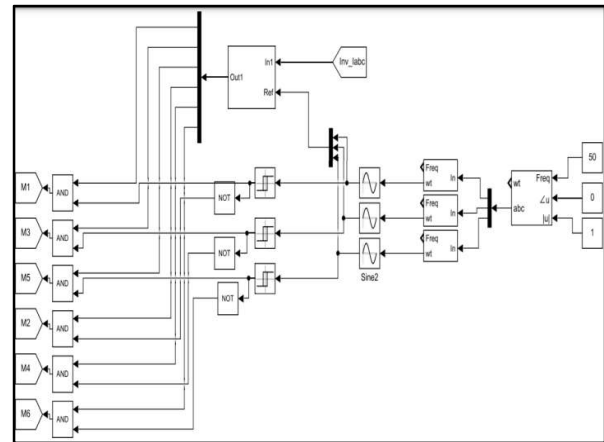 Out1
In1
Ref
Inv_Iabc
M1
AND
M3
AND
M5
AND
M2
AND
M4
AND
M6
AND
NOT
NOT
NOT
Sine2
Freq
wt
In
Freq
wt
In
Freq
wt
In
wt
abc
Freq
∠u
|u|
50
0
1